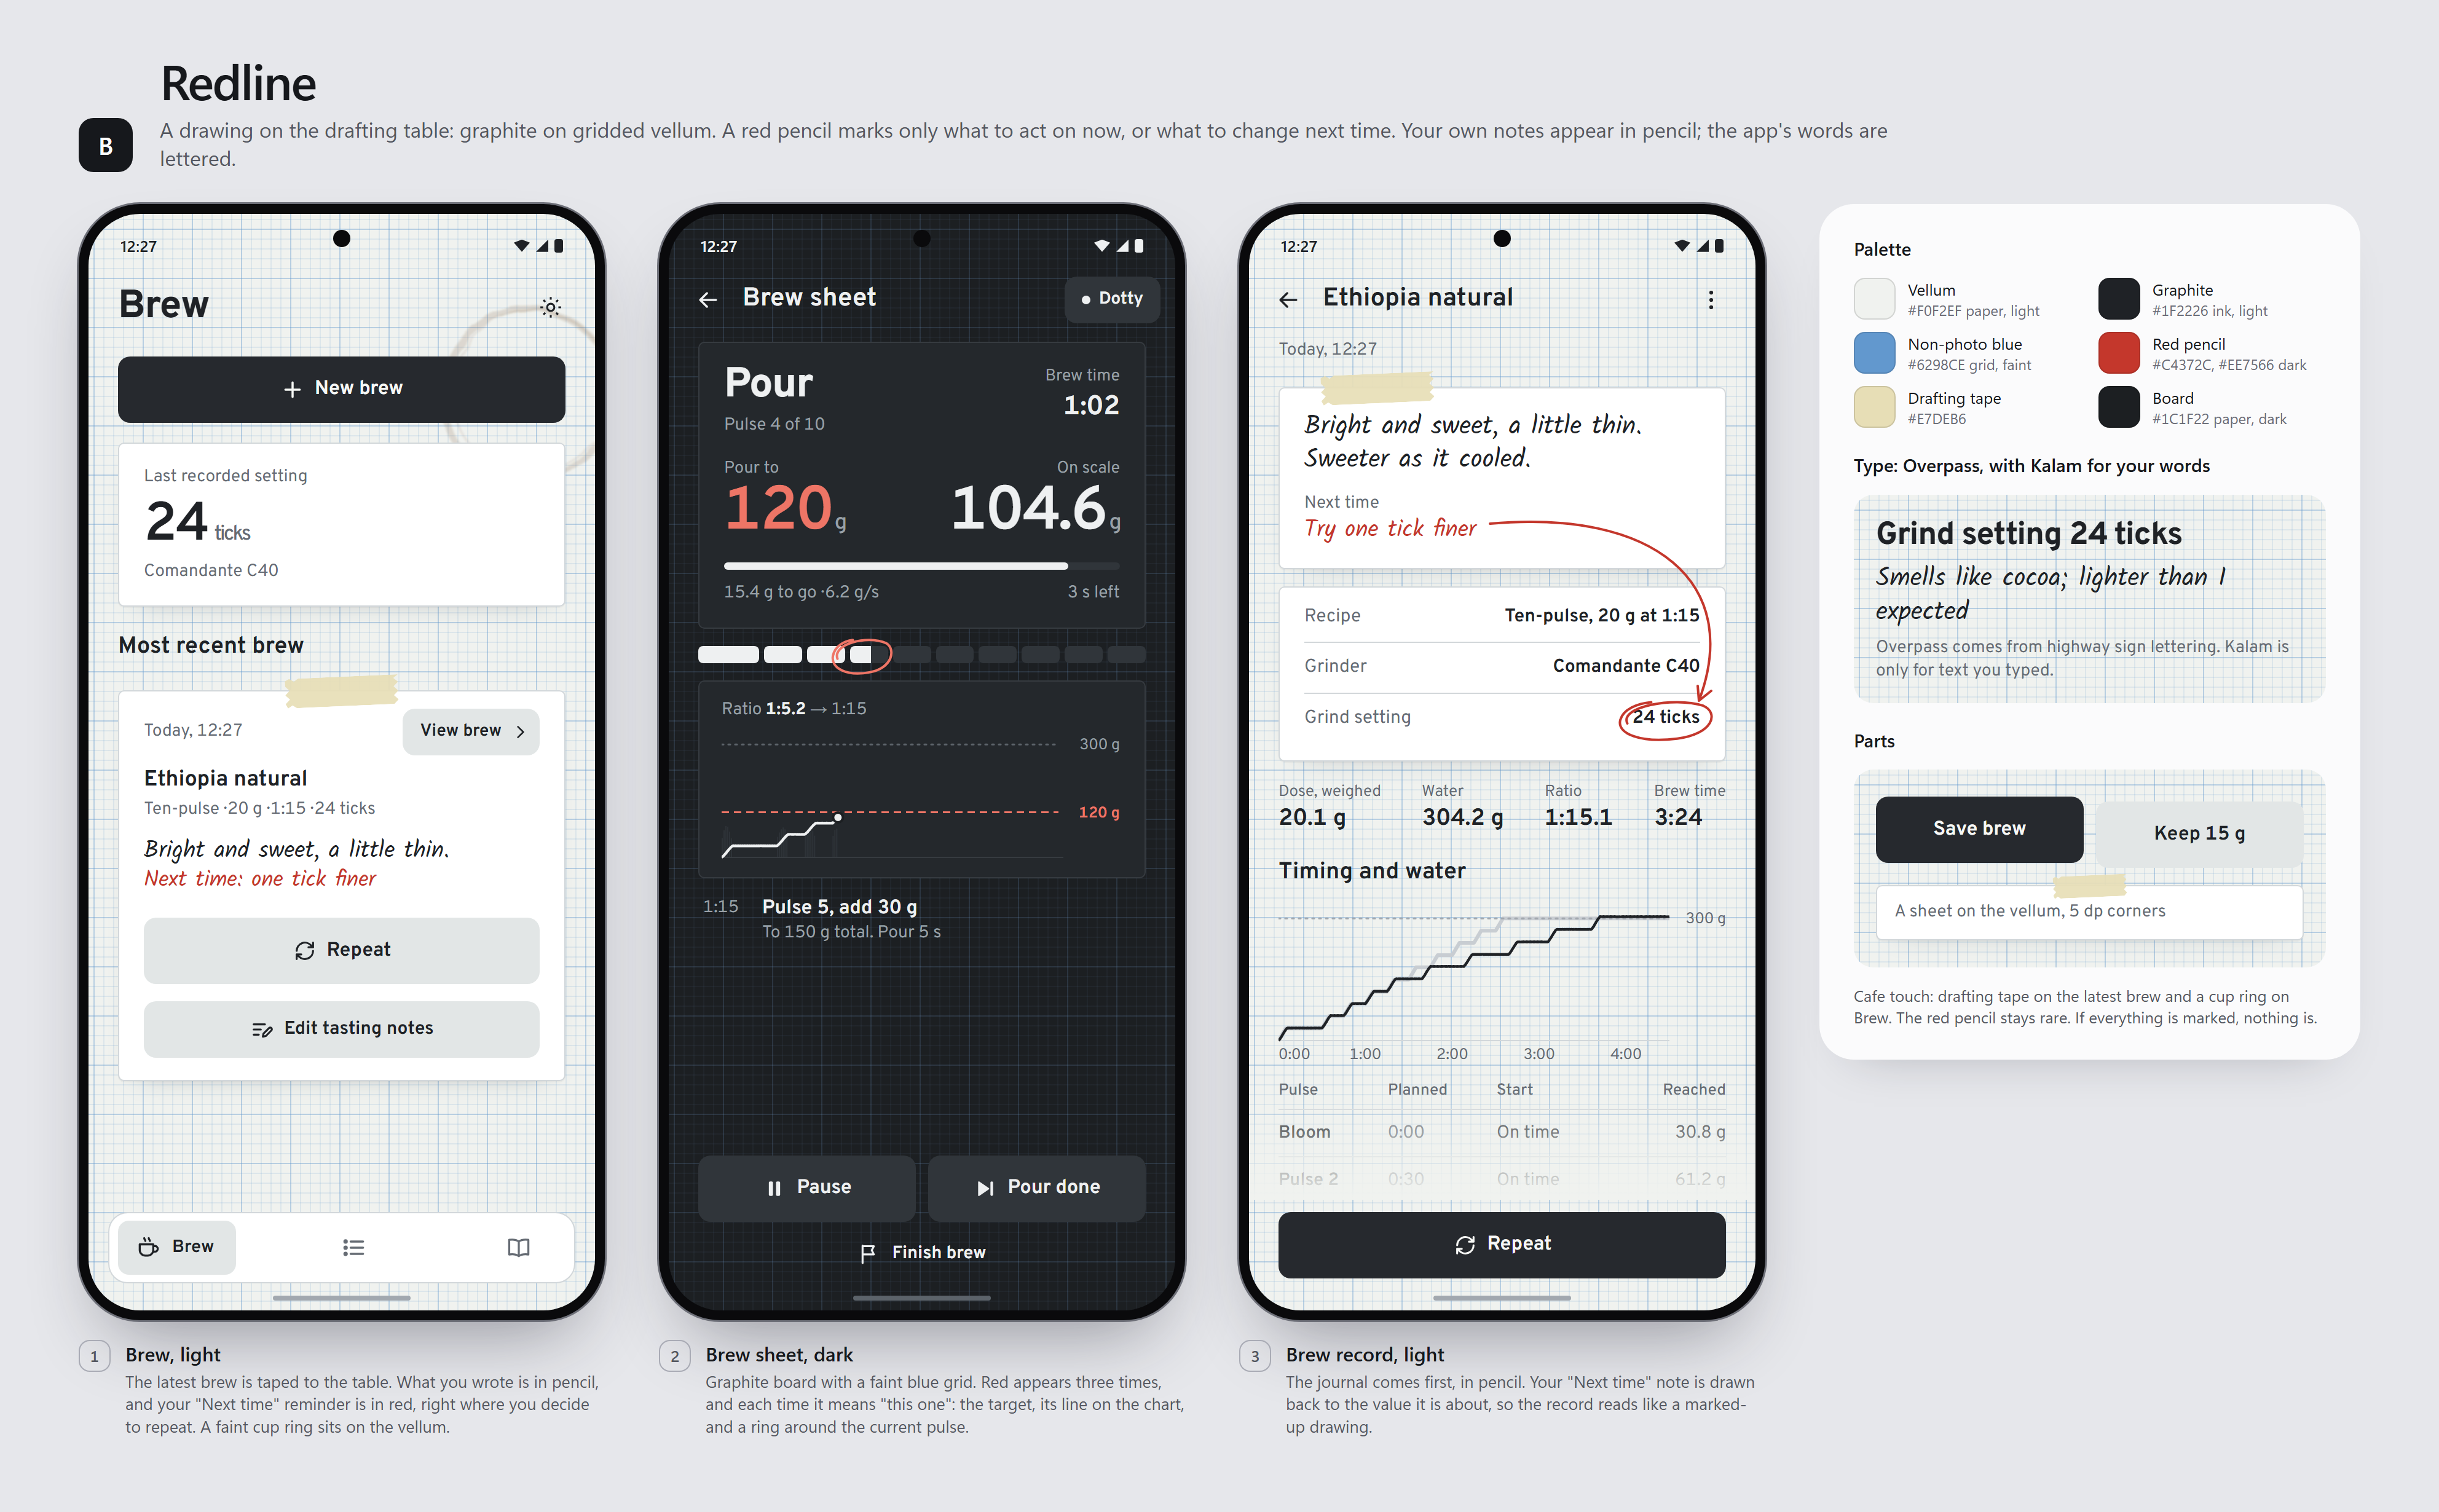 Redline
B
A drawing on the drafting table: graphite on gridded vellum. A red pencil marks only what to act on now, or what to change next time. Your own notes appear in pencil; the app's words are
lettered.
12:27
Brew
New brew
Last recorded setting
24 ticks
Comandante C40
Most recent brew
Today, 12:27
View brew
Ethiopia natural
Ten-pulse ·20 g ·1:15 ·24 ticks
Bright and sweet, a little thin.
Next time: one tick finer
Repeat
Edit tasting notes
Brew
1
Brew, light
The latest brew is taped to the table. What you wrote is in pencil,
and your "Next time" reminder is in red, right where you decide
to repeat. A faint cup ring sits on the vellum.
12:27
Brew sheet
Dotty
Pour
Brew time
1:02
Pulse 4 of 10
Pour to
On scale
120 g
104.6 g
15.4 g to go ·6.2 g/s
3 s left
Ratio 1:5.2 → 1:15
300 g
120 g
1:15
Pulse 5, add 30 g
To 150 g total. Pour 5 s
Pause
Pour done
Finish brew
2
Brew sheet, dark
Graphite board with a faint blue grid. Red appears three times,
and each time it means "this one": the target, its line on the chart,
and a ring around the current pulse.
12:27
Ethiopia natural
Today, 12:27
Bright and sweet, a little thin.
Sweeter as it cooled.
Next time
Try one tick finer
Recipe Ten-pulse, 20 g at 1:15
Grinder Comandante C40
Grind setting 24 ticks
Dose, weighed Water Ratio Brew time
20.1 g 304.2 g 1:15.1 3:24
Timing and water
300 g
0:00 1:00 2:00 3:00 4:00
Pulse Planned Start Reached
Bloom 0:00 On time 30.8 g
Pulse 2 0:30 On time 61.2 g
Repeat
3
Brew record, light
The journal comes first, in pencil. Your "Next time" note is drawn
back to the value it is about, so the record reads like a marked-
up drawing.
Palette
Vellum
#F0F2EF paper, light
Graphite
#1F2226 ink, light
Non-photo blue
#6298CE grid, faint
Red pencil
#C4372C, #EE7566 dark
Drafting tape
#E7DEB6
Board
#1C1F22 paper, dark
Type: Overpass, with Kalam for your words
Grind setting 24 ticks
Smells like cocoa; lighter than I
expected
Overpass comes from highway sign lettering. Kalam is
only for text you typed.
Parts
Save brew
Keep 15 g
A sheet on the vellum, 5 dp corners
Cafe touch: drafting tape on the latest brew and a cup ring on
Brew. The red pencil stays rare. If everything is marked, nothing is.